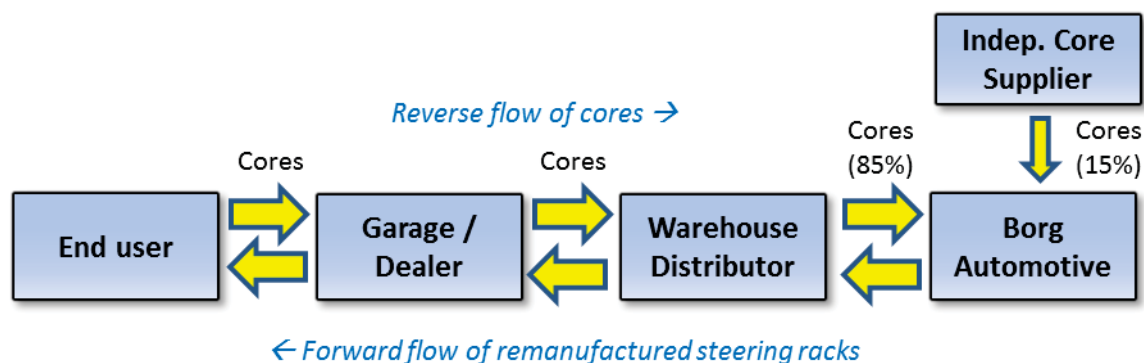 Indep. Core
Supplier
Reverse flow of cores →
Cores
Cores
Cores
(85%)
Cores
(15%)
End user
Garage /
Dealer
Warehouse
Distributor
Borg
Automotive
← Forward flow of remanufactured steering racks